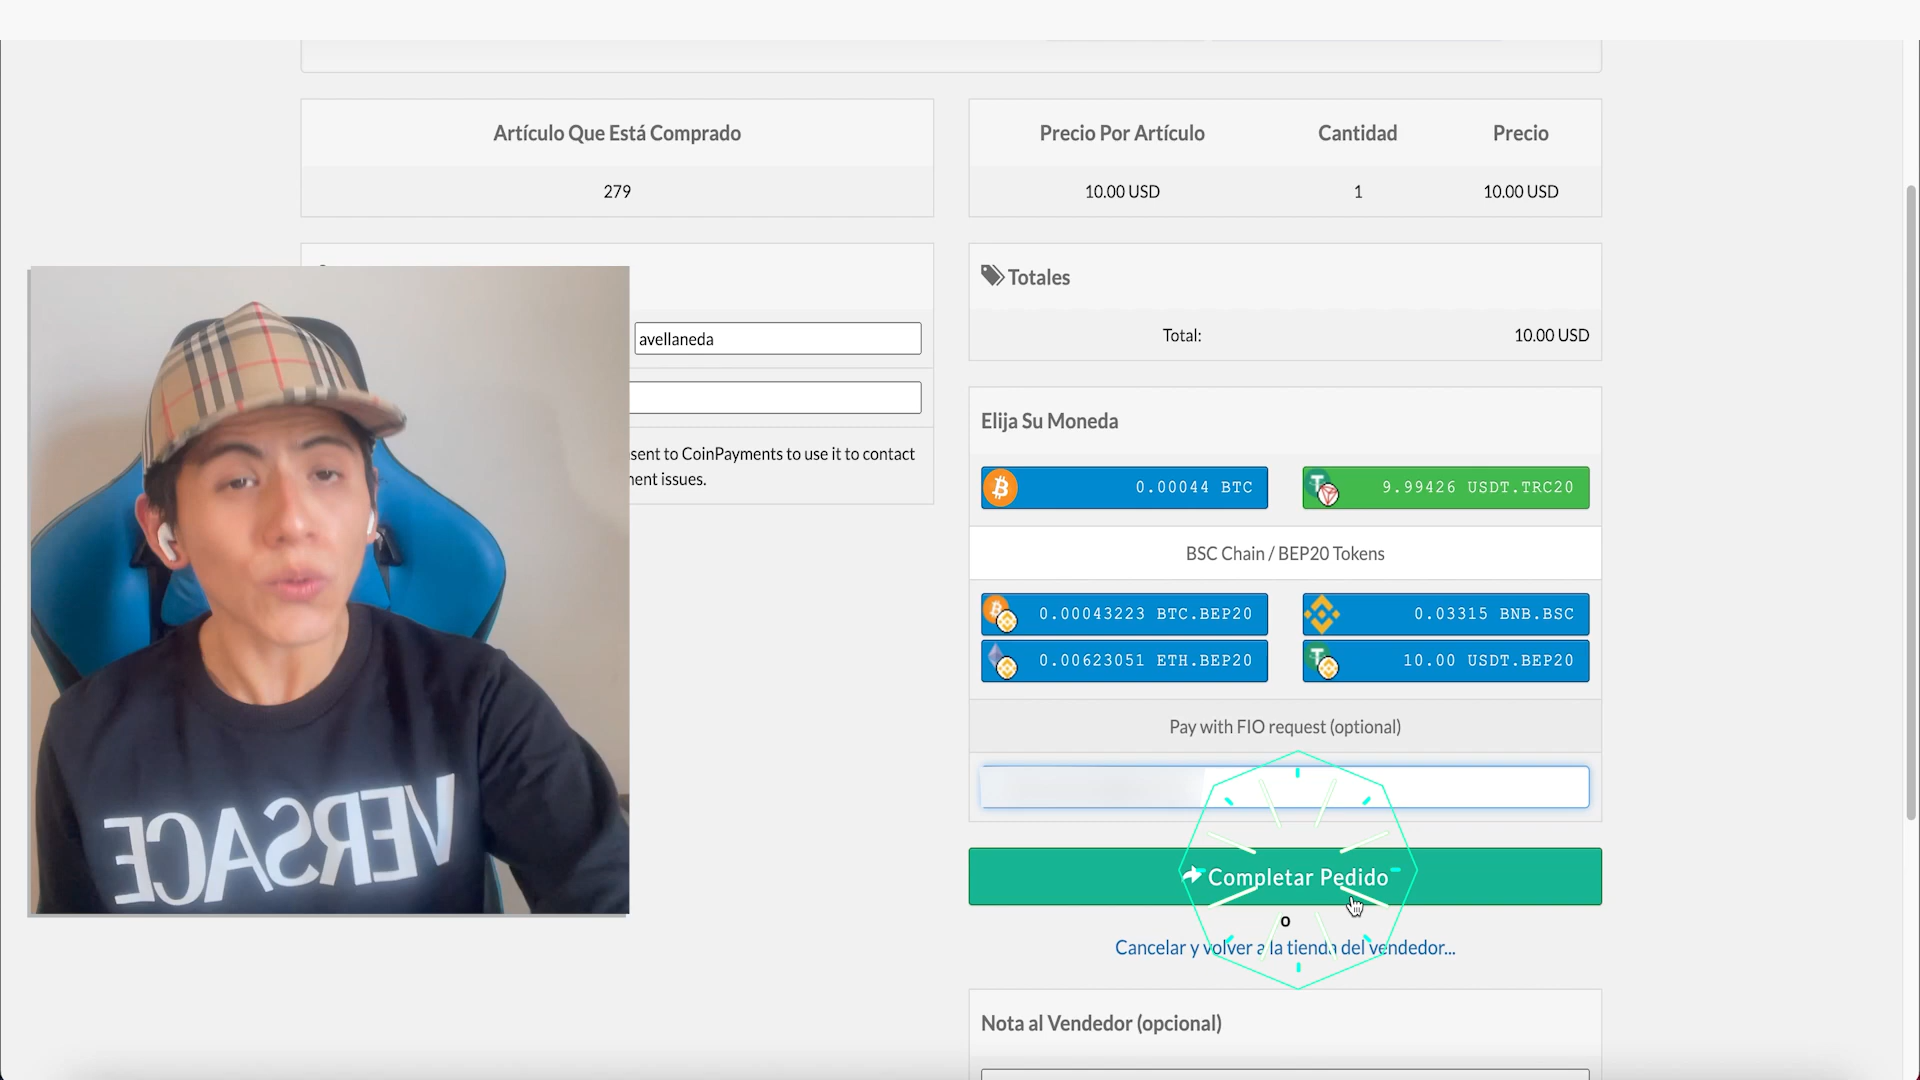 Artículo Que Está Comprado
279
Precio Por Artículo Cantidad Precio
10.00 USD 1 10.00 USD
avellaneda
sent to CoinPayments to use it to contact
ent issues.
Totales
Total: 10.00 USD
Elija Su Moneda
0.00044 BTC
9.99426 USDT.TRC20
BSC Chain / BEP20 Tokens
0.00043223 BTC.BEP20
0.03315 BNB.BSC
0.00623051 ETH.BEP20
10.00 USDT.BEP20
Pay with FIO request (optional)
Completar Pedido
o
Cancelar y volver a la tienda del vendedor...
Nota al Vendedor (opcional)
VERSACE